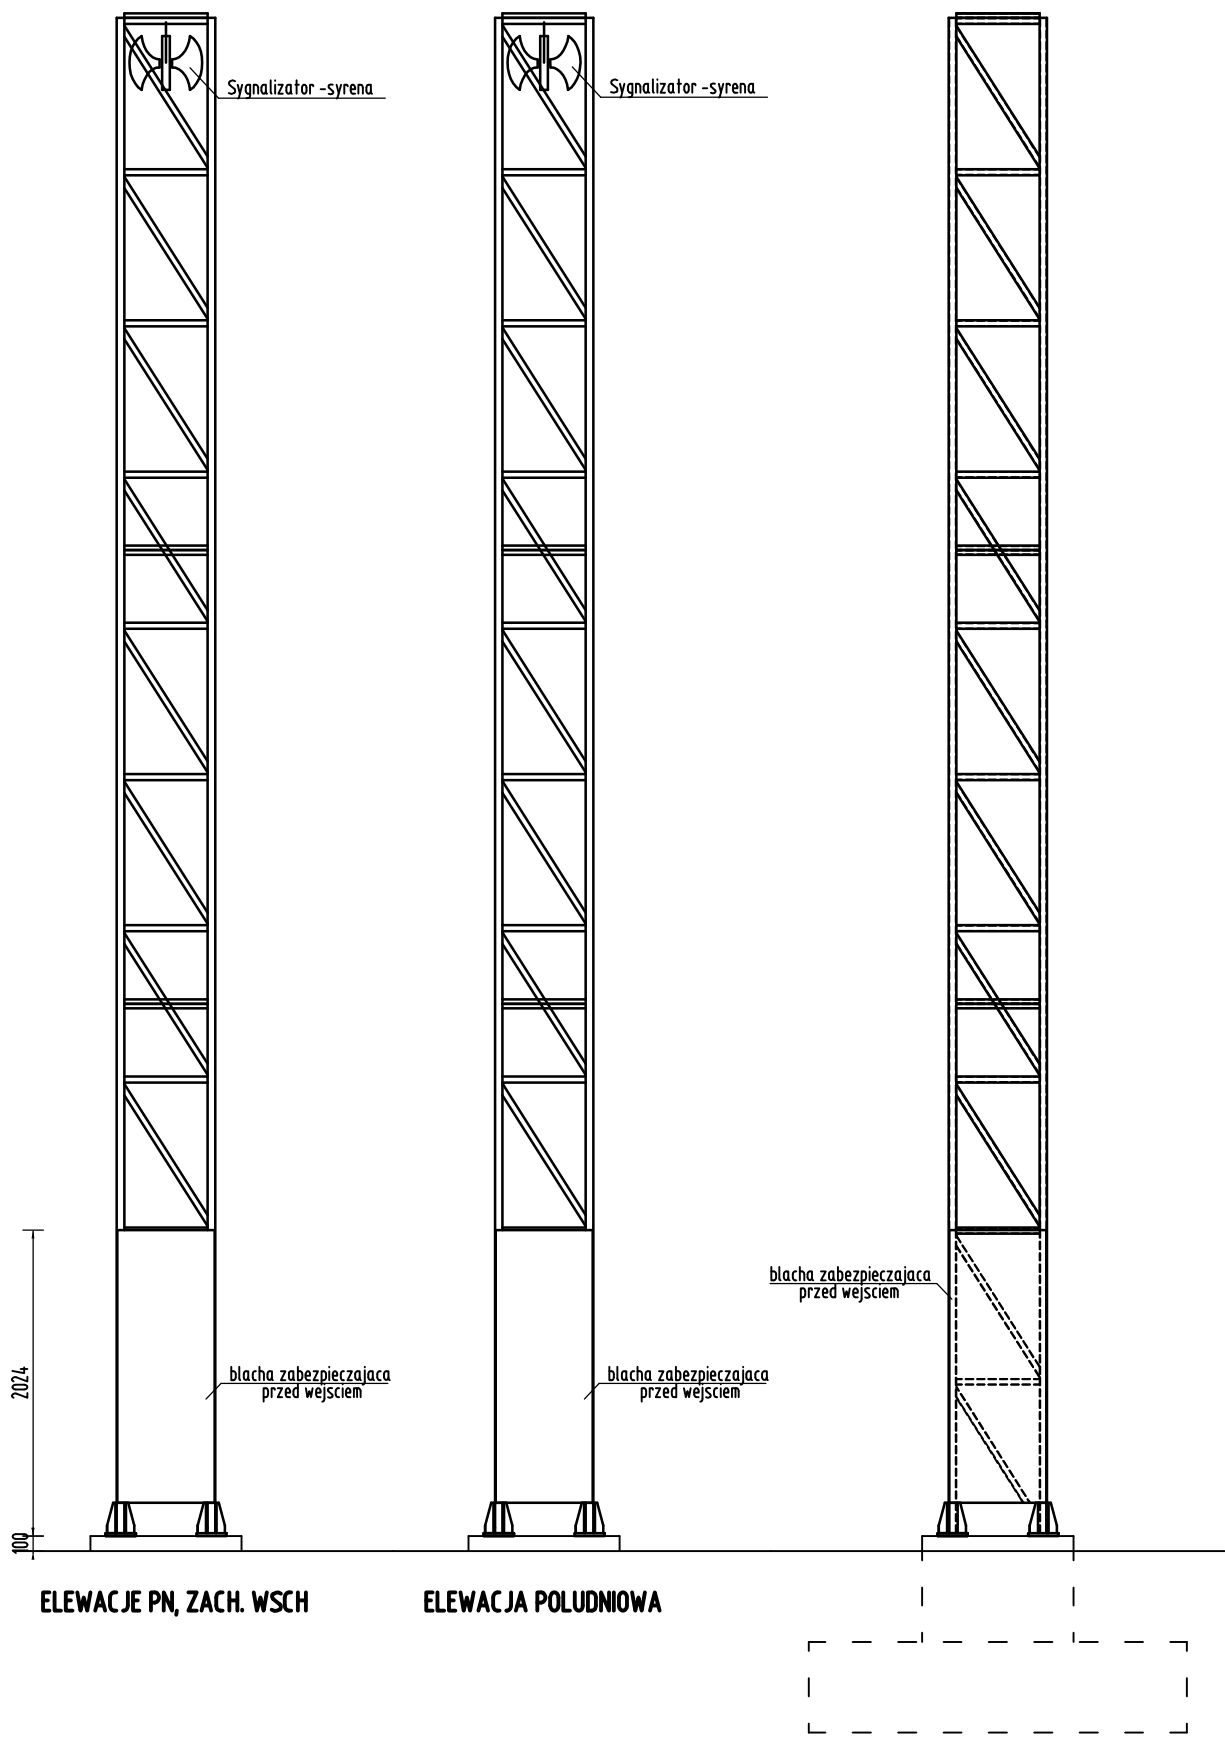 Sygnalizator -syrena
Sygnalizator -syrena
blacha zabezpieczajaca
przed wejsciem
2024
blacha zabezpieczajaca
przed wejsciem
blacha zabezpieczajaca
przed wejsciem
100
ELEWACJE PN, ZACH. WSCH
ELEWACJA POLUDNIOWA